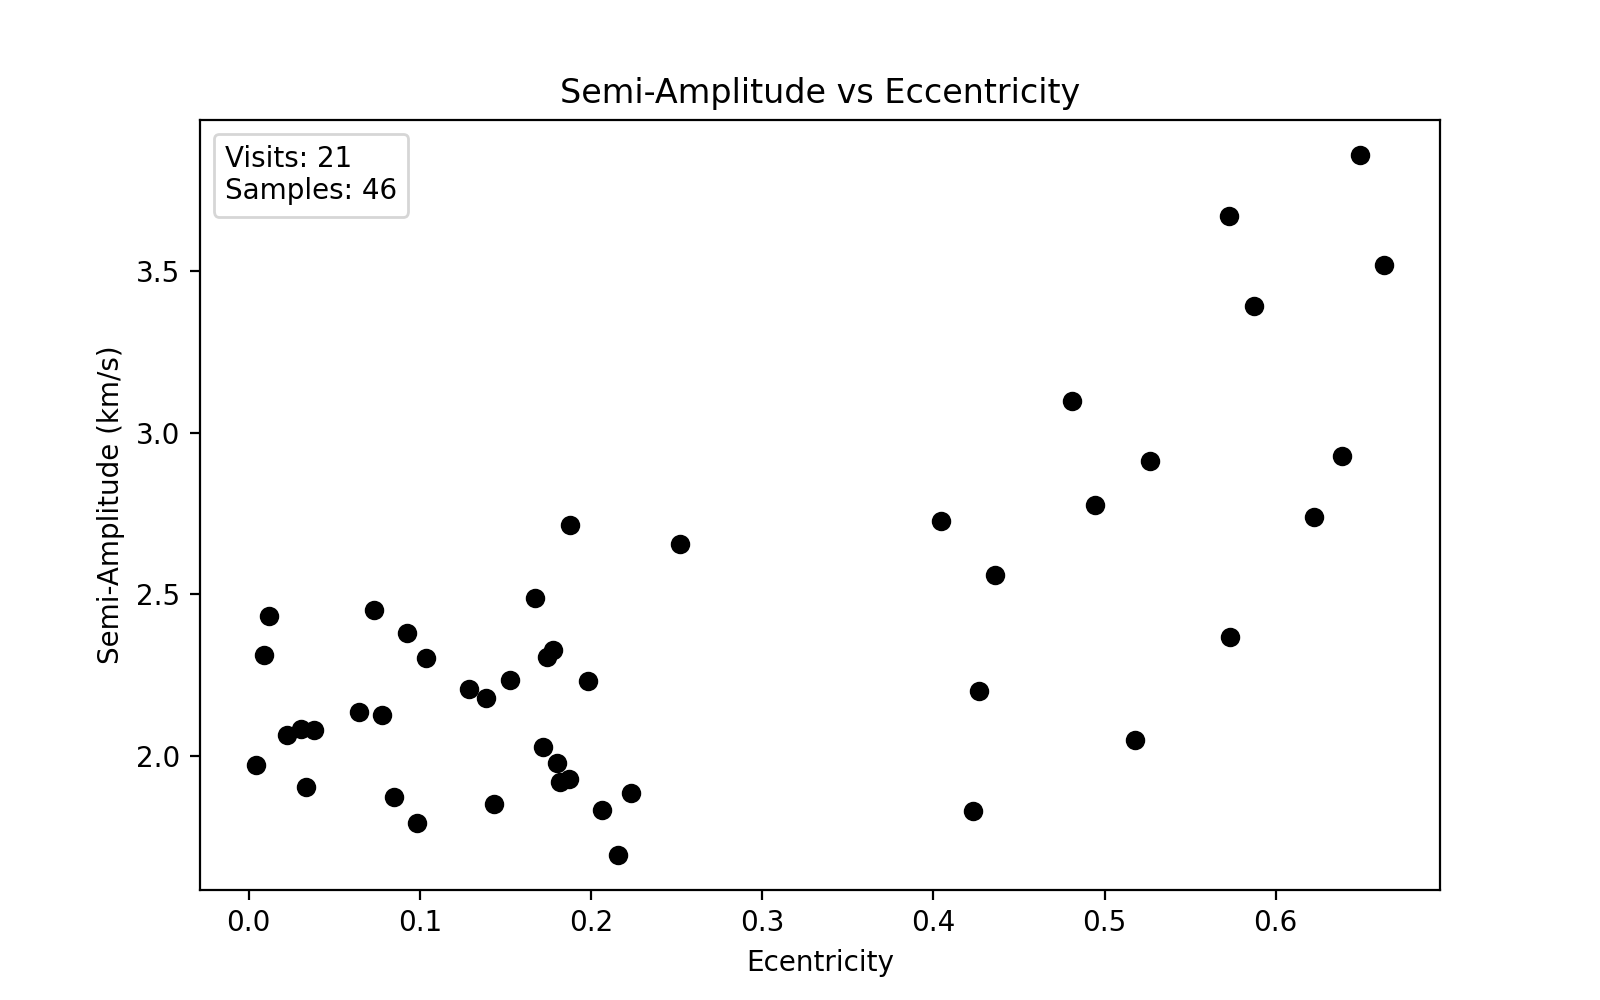 Semi-Amplitude vs Eccentricity
Visits: 21
Samples: 46
3.5
3.0
2.5
2.0
Semi-Amplitude (km/s)
0.0 0.1 0.2 0.3 0.4 0.5 0.6
Ecentricity